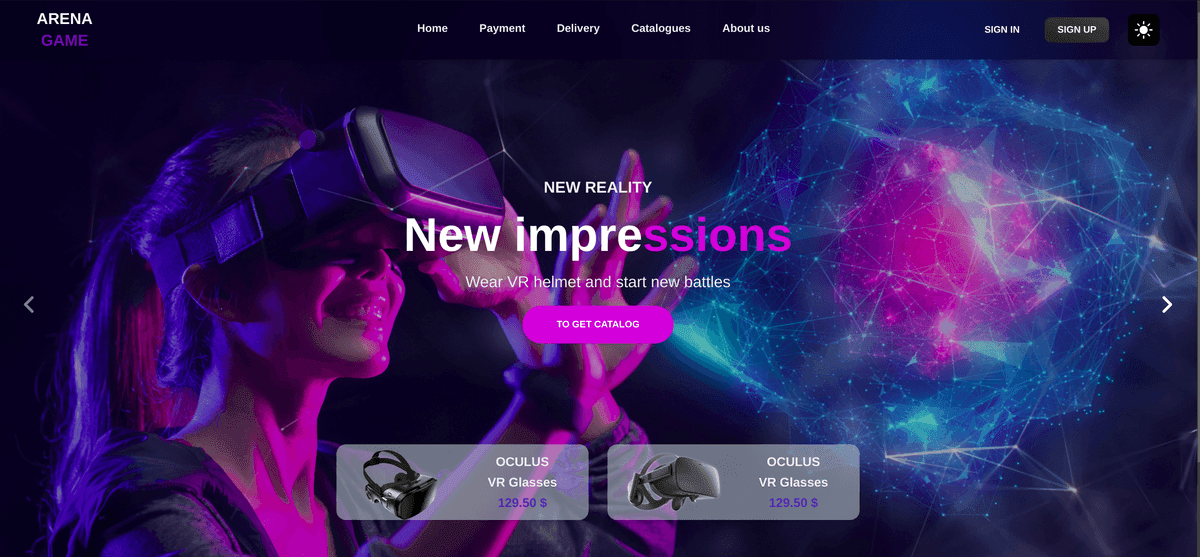 ARENA
GAME
Home
Payment
Delivery
Catalogues
About us
SIGN IN
SIGN UP
NEW REALITY
New impressions
Wear VR helmet and start new battles
TO GET CATALOG
OCULUS
VR Glasses
129.50 $
OCULUS
VR Glasses
129.50 $